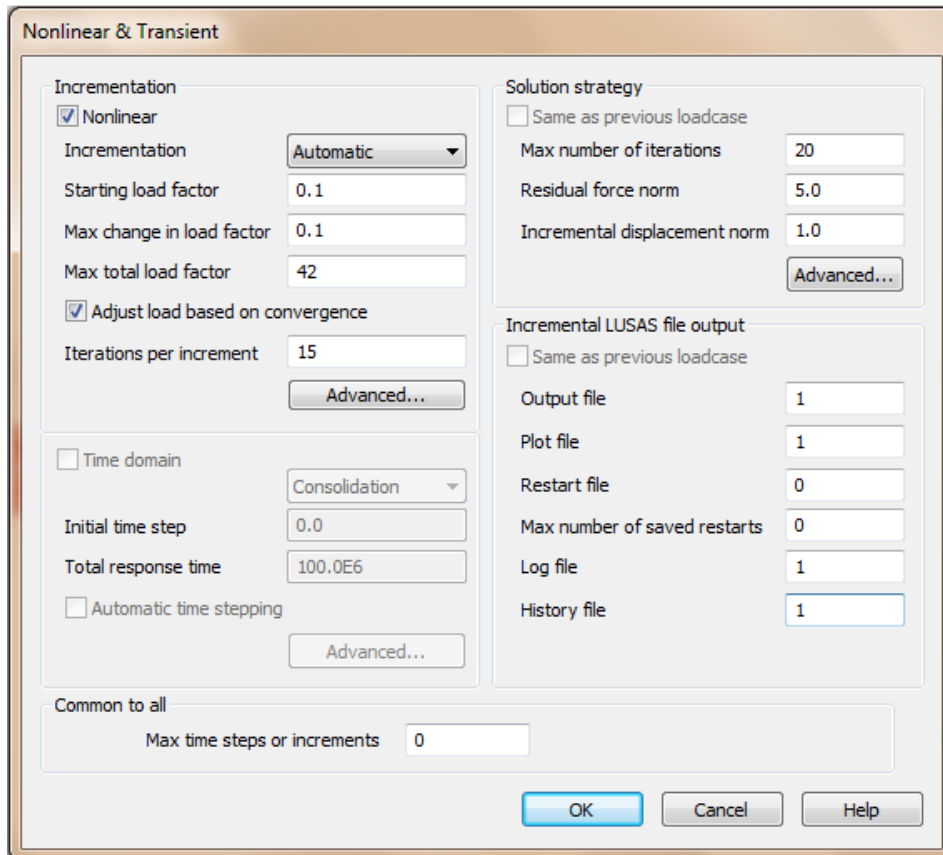 Nonlinear & Transient
Incrementation
Nonlinear
Incrementation Automatic
Starting load factor 0.1
Max change in load factor 0.1
Max total load factor 42
Adjust load based on convergence
Iterations per increment 15
Advanced...
Time domain
Consolidation
Initial time step 0.0
Total response time 100.0E6
Automatic time stepping
Advanced...
Solution strategy
Same as previous loadcase
Max number of iterations 20
Residual force norm 5.0
Incremental displacement norm 1.0
Advanced...
Incremental LUSAS file output
Same as previous loadcase
Output file 1
Plot file 1
Restart file 0
Max number of saved restarts 0
Log file 1
History file 1
Common to all
Max time steps or increments 0
OK Cancel Help